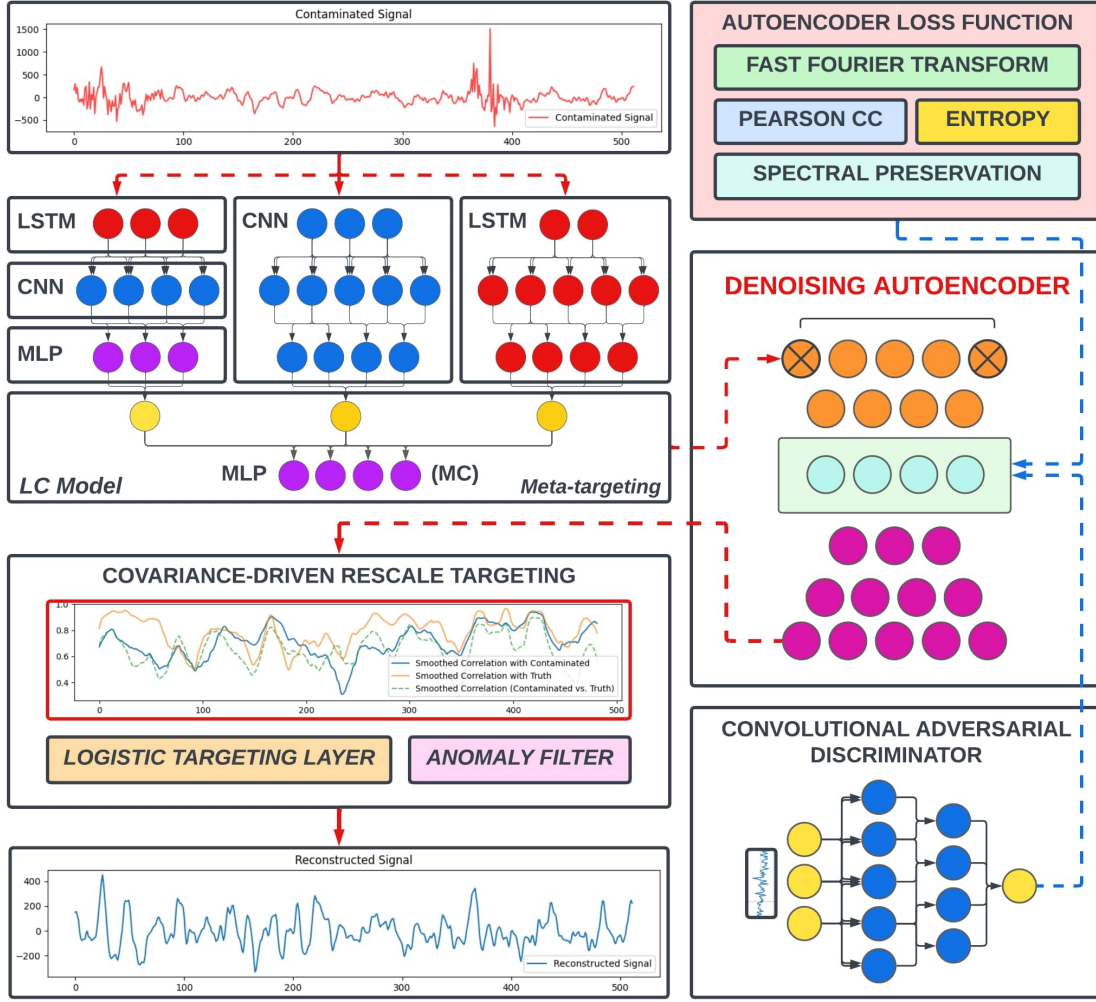 Contaminated Signal
1500
1000
500
0
−500
Contaminated Signal
0
100
200
300
400
500
LSTM
CNN
MLP
CNN
LSTM
LC Model
MLP
(MC)
Meta-targeting
COVARIANCE-DRIVEN RESCALE TARGETING
1.0
0.8
0.6
0.4
Smoothed Correlation with Contaminated
Smoothed Correlation with Truth
Smoothed Correlation (Contaminated vs. Truth)
0
100
200
300
400
500
LOGISTIC TARGETING LAYER
ANOMALY FILTER
Reconstructed Signal
400
200
0
−200
Reconstructed Signal
0
100
200
300
400
500
AUTOENCODER LOSS FUNCTION
FAST FOURIER TRANSFORM
PEARSON CC
ENTROPY
SPECTRAL PRESERVATION
DENOISING AUTOENCODER
CONVOLUTIONAL ADVERSARIAL
DISCRIMINATOR